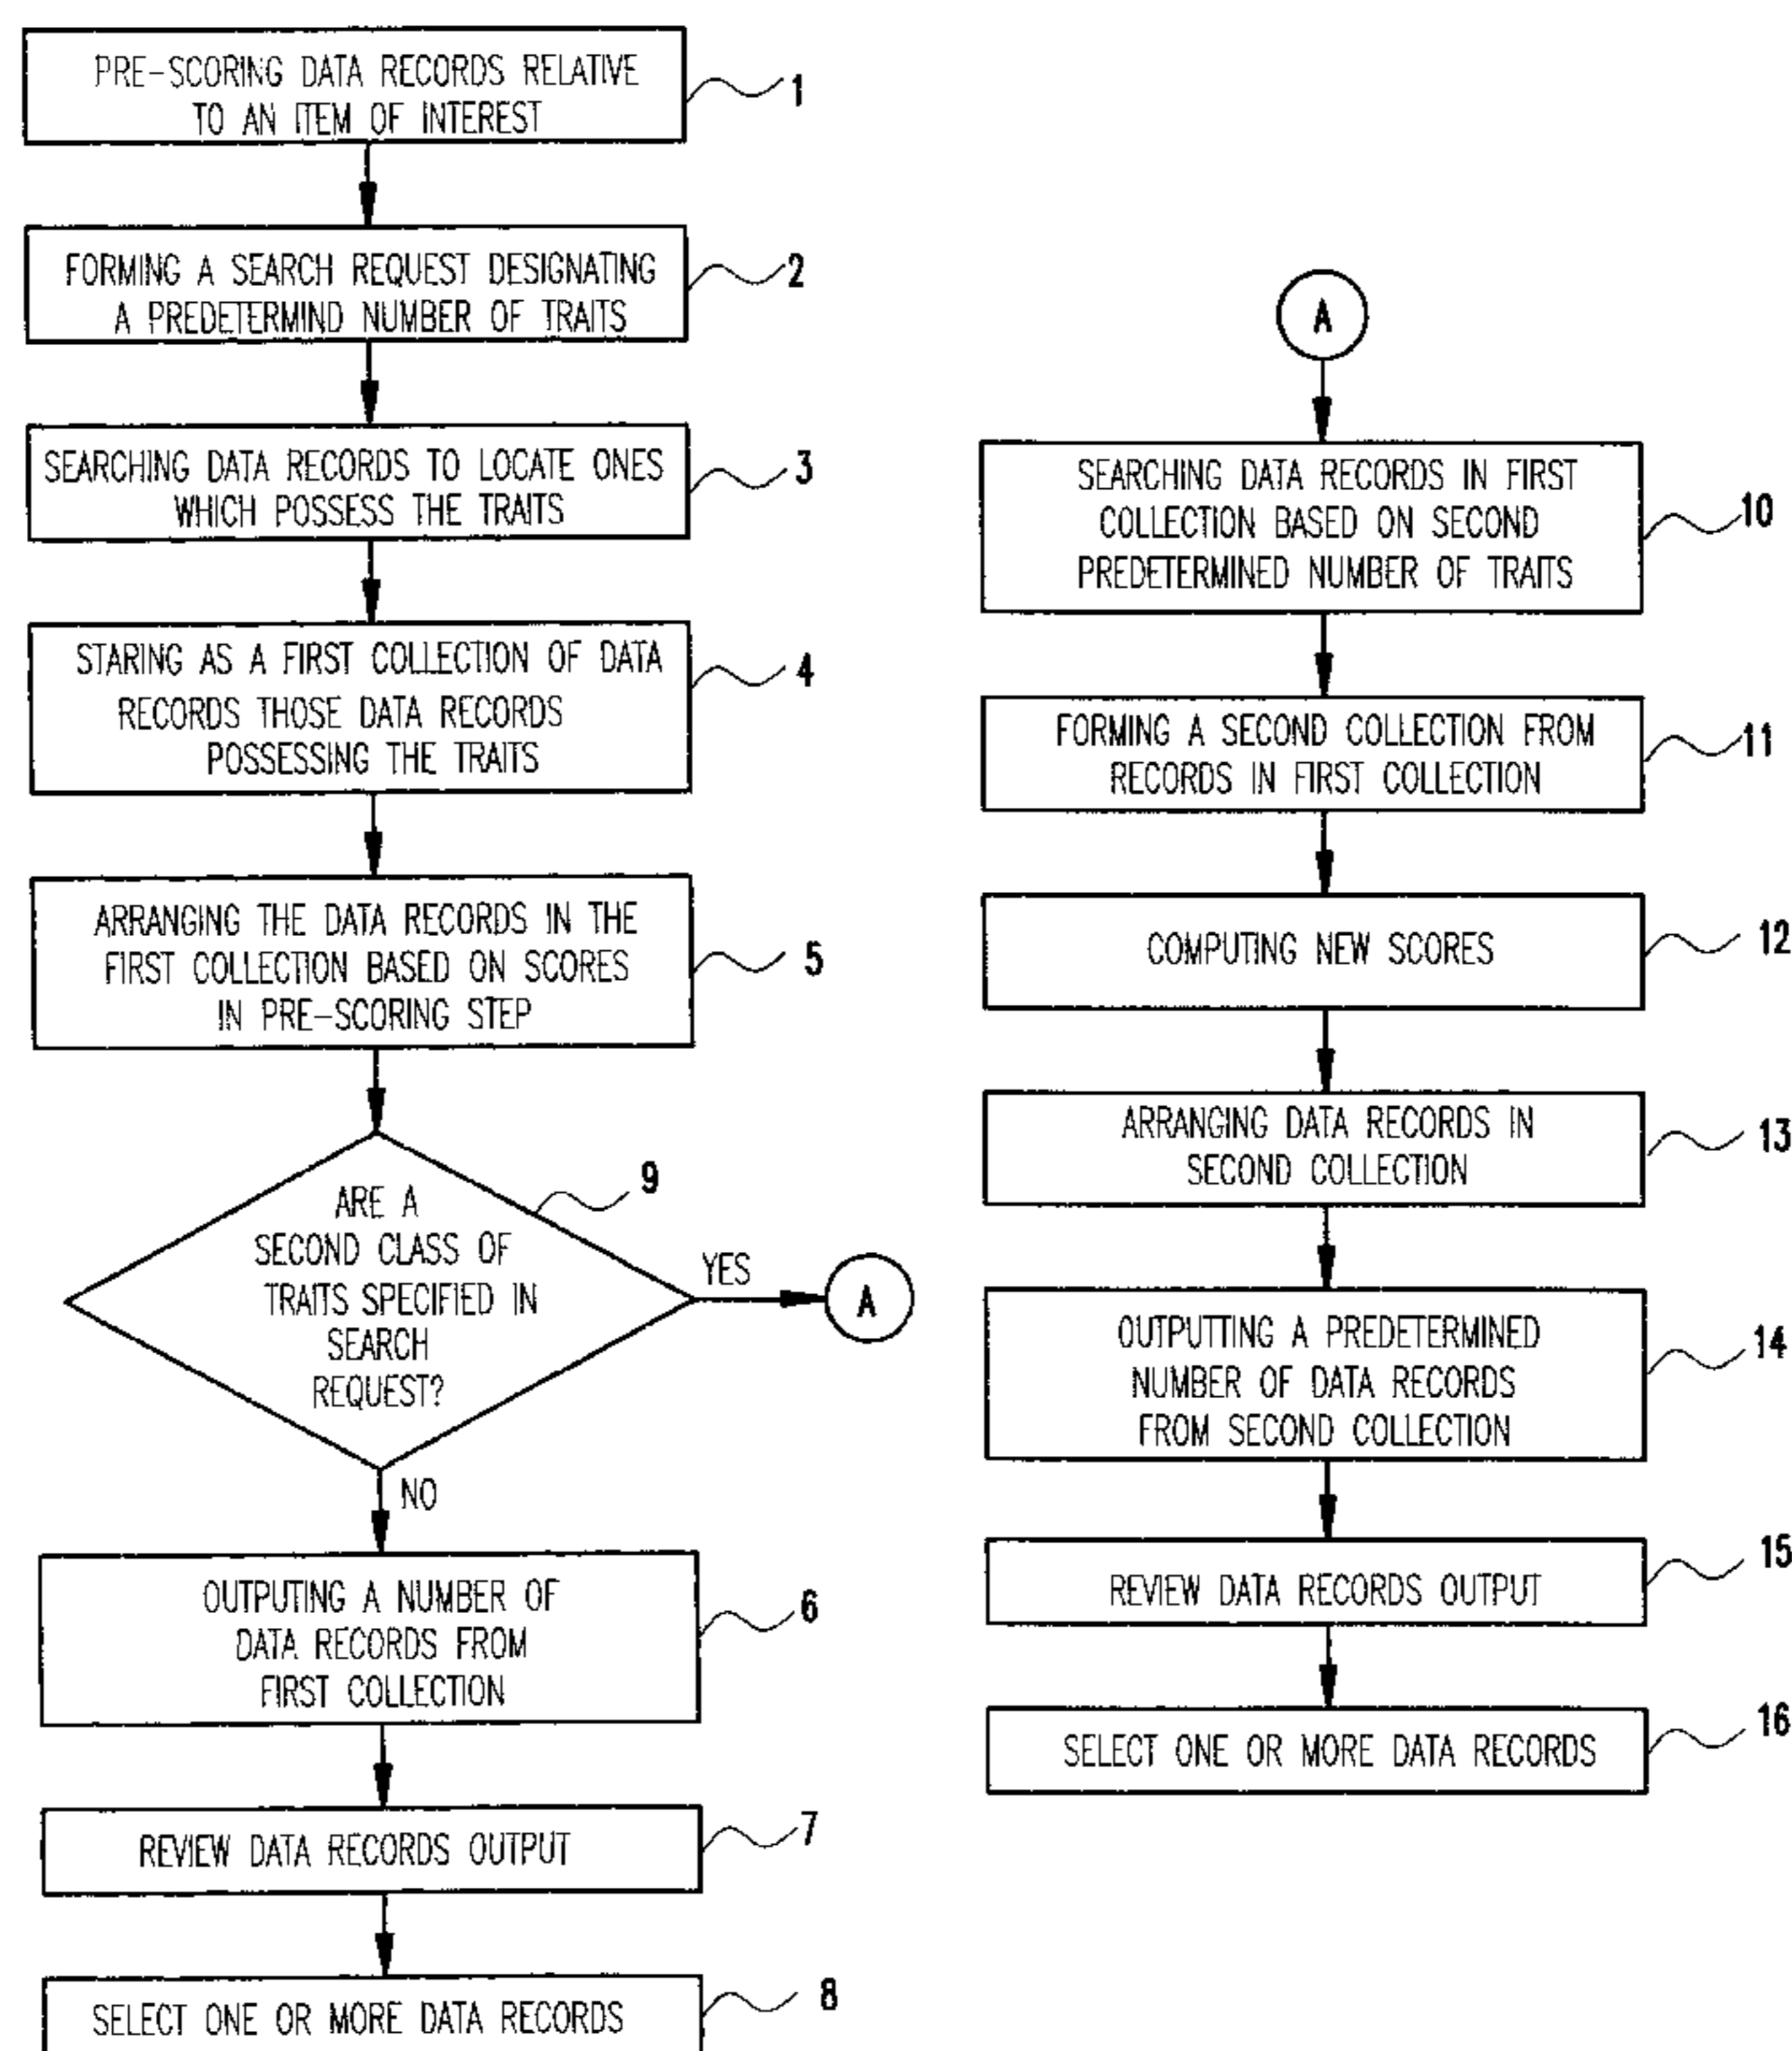 PRE-SCORING DATA RECORDS RELATIVE
TO AN ITEM OF INTEREST
1
FORMING A SEARCH REQUEST DESIGNATING
A PREDETERMIND NUMBER OF TRAITS
2
SEARCHING DATA RECORDS TO LOCATE ONES
WHICH POSSESS THE TRAITS
3
STARING AS A FIRST COLLECTION OF DATA
RECORDS THOSE DATA RECORDS
POSSESSING THE TRAITS
4
ARRANGING THE DATA RECORDS IN THE
FIRST COLLECTION BASED ON SCORES
IN PRE-SCORING STEP
5
ARE A
SECOND CLASS OF
TRAITS SPECIFIED IN
SEARCH
REQUEST?
9
YES
A
NO
OUTPUTING A NUMBER OF
DATA RECORDS FROM
FIRST COLLECTION
6
REVIEW DATA RECORDS OUTPUT
7
SELECT ONE OR MORE DATA RECORDS
8
A
SEARCHING DATA RECORDS IN FIRST
COLLECTION BASED ON SECOND
PREDETERMINED NUMBER OF TRAITS
10
FORMING A SECOND COLLECTION FROM
RECORDS IN FIRST COLLECTION
11
COMPUTING NEW SCORES
12
ARRANGING DATA RECORDS IN
SECOND COLLECTION
13
OUTPUTTING A PREDETERMINED
NUMBER OF DATA RECORDS
FROM SECOND COLLECTION
14
REVIEW DATA RECORDS OUTPUT
15
SELECT ONE OR MORE DATA RECORDS
16